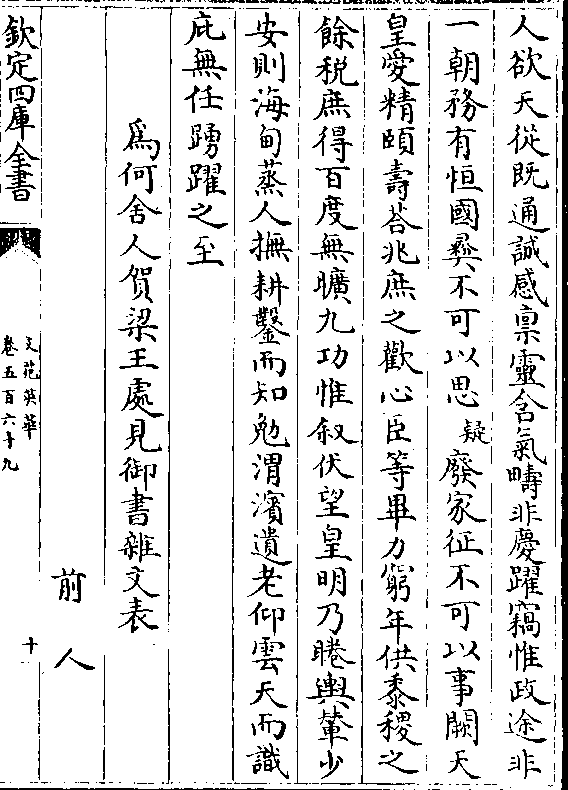 人欲天從既通誠感禀靈含氣疇非慶躍竊惟政途非
一朝務有恒國彛不可以思疑廢家征不可以事闕天
皇愛精頤壽荅兆庶之歡心臣等畢力窮年供黍稷之
餘税庶得百度無曠九功惟叙伏望皇明乃睠輿輦少
安則海甸蒸人撫耕鑿而知勉渭濱遺老仰雲天而識
庇無任踴躍之至
爲何舍人賀梁王處見御書雜文表
前人
欽定四庫全書
文苑英華
卷五百六十九
十